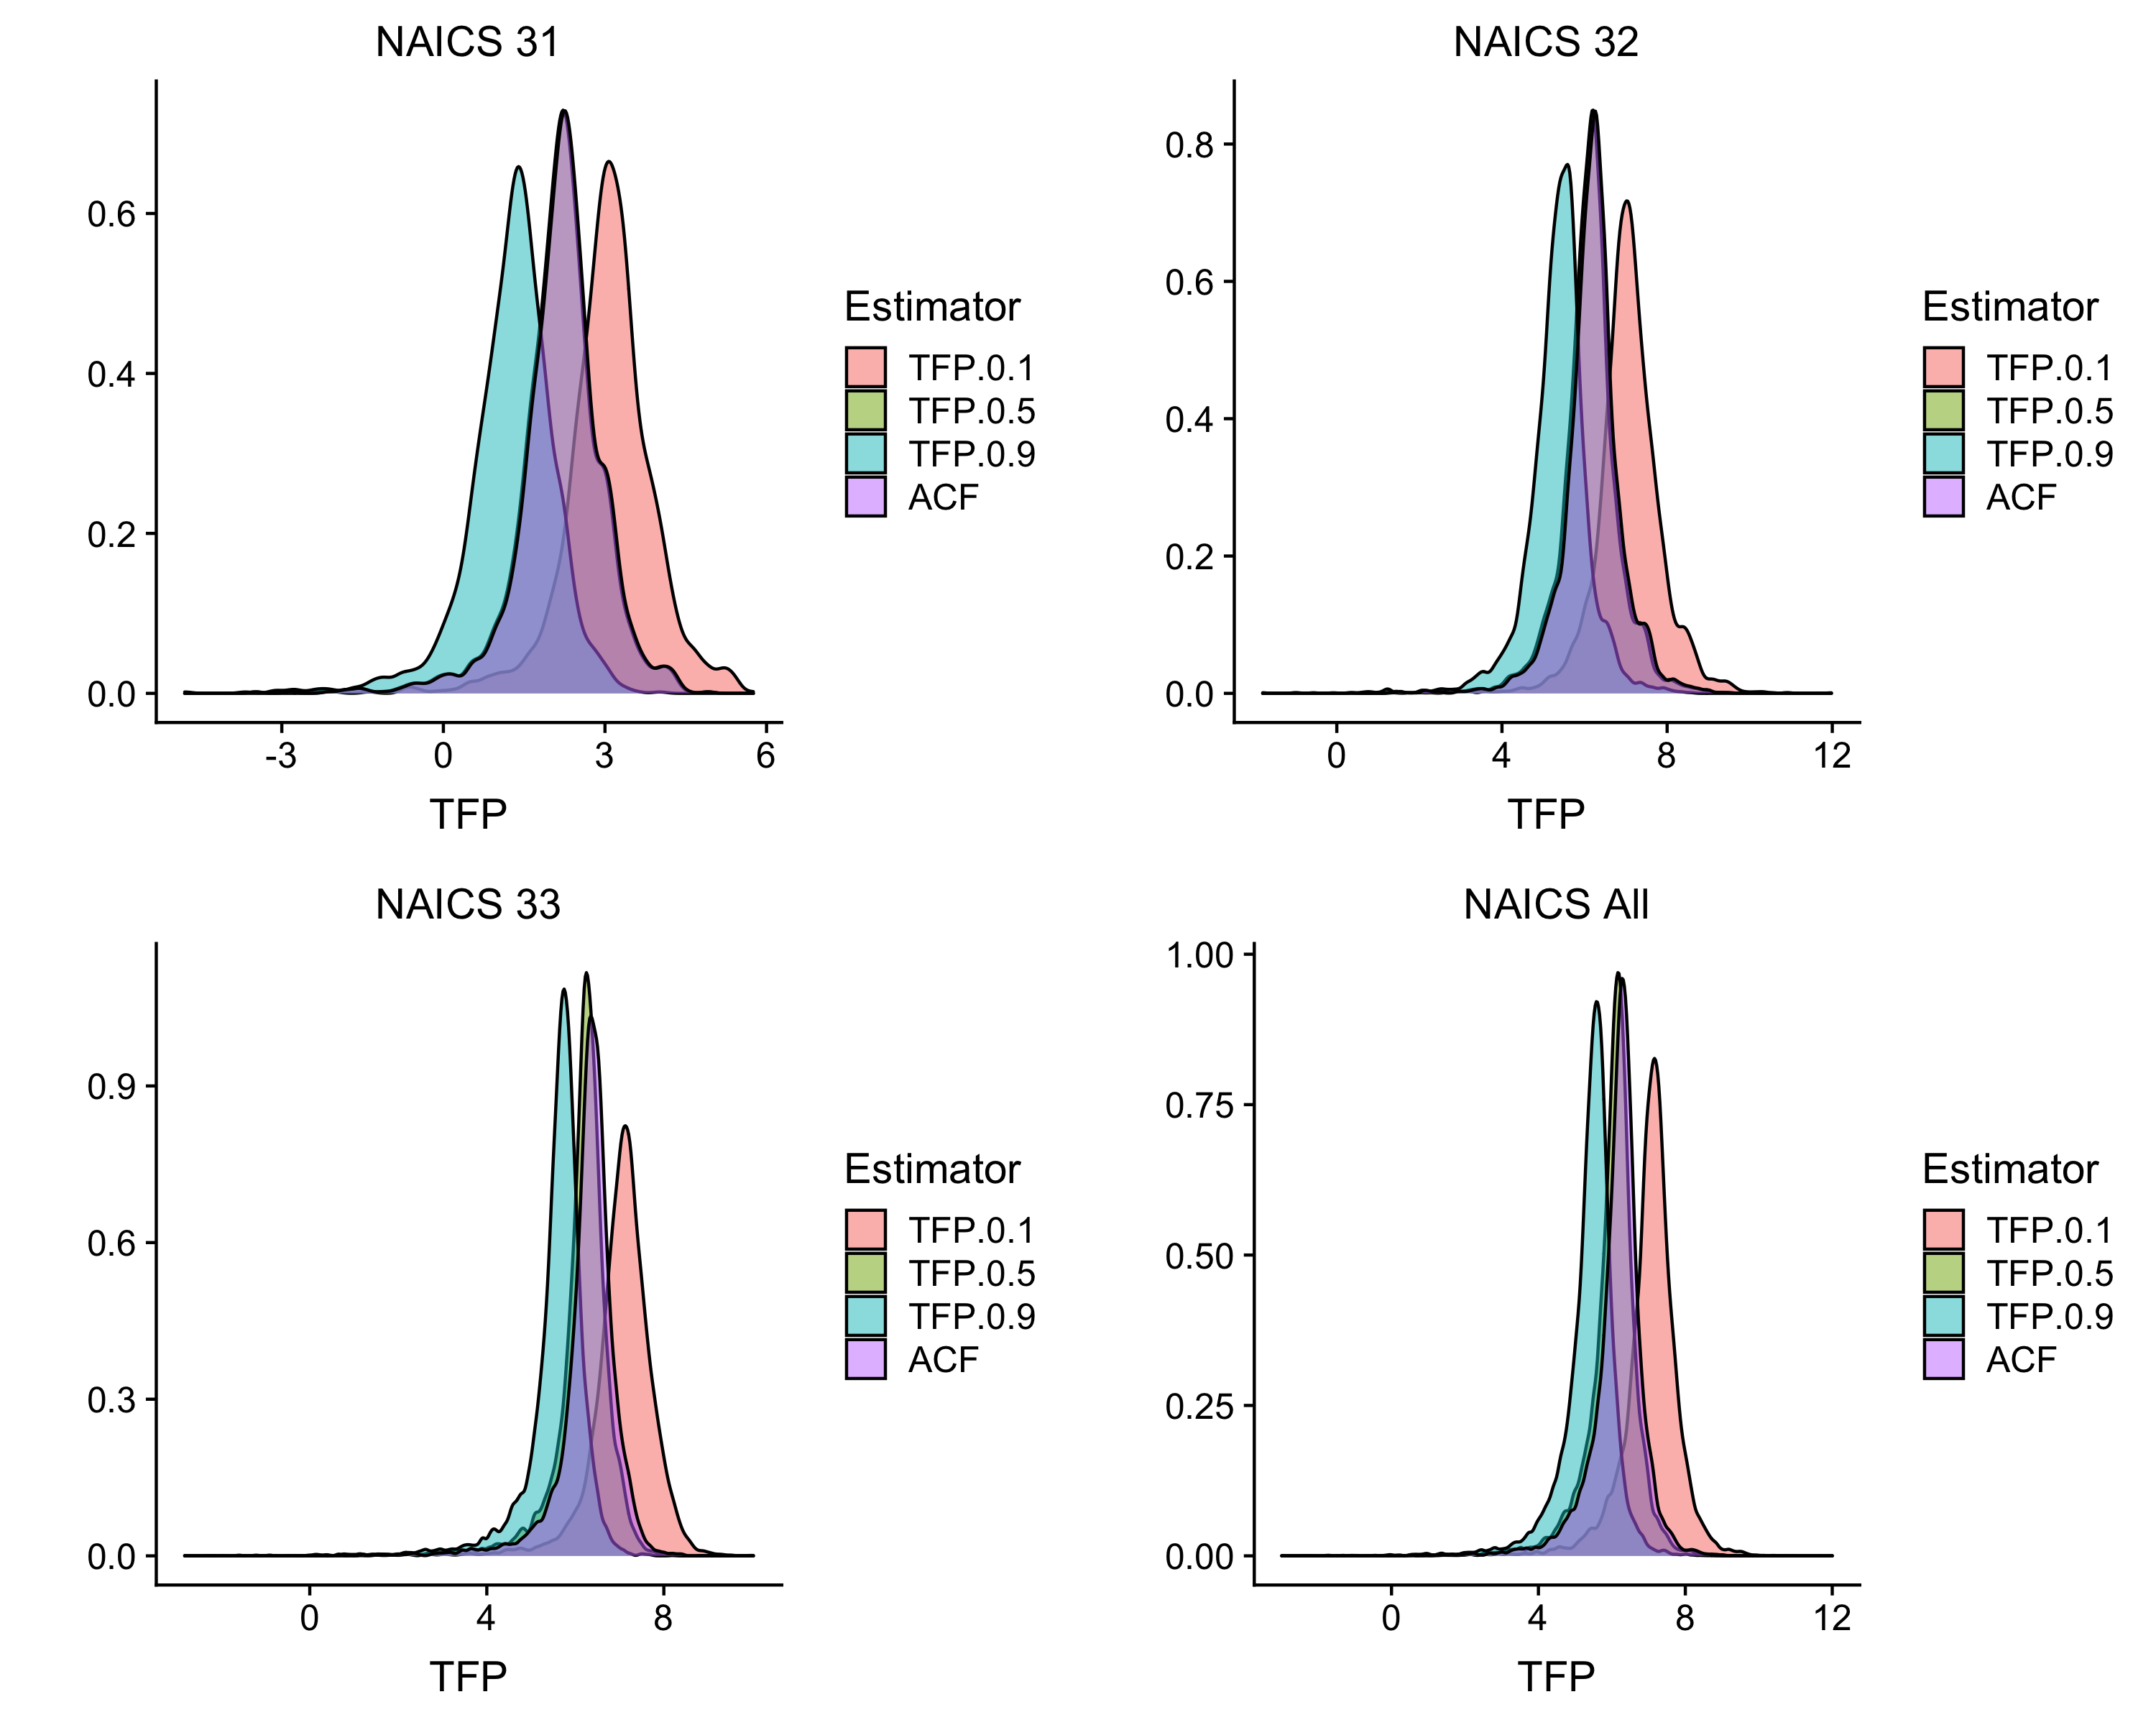 NAICS 31
0.6
0.4
0.2
0.0
-3 0 3 6
TFP
Estimator
TFP.0.1
TFP.0.5
TFP.0.9
ACF
NAICS 32
0.8
0.6
0.4
0.2
0.0
0 4 8 12
TFP
Estimator
TFP.0.1
TFP.0.5
TFP.0.9
ACF
NAICS 33
0.9
0.6
0.3
0.0
0 4 8
TFP
Estimator
TFP.0.1
TFP.0.5
TFP.0.9
ACF
NAICS All
1.00
0.75
0.50
0.25
0.00
0 4 8 12
TFP
Estimator
TFP.0.1
TFP.0.5
TFP.0.9
ACF